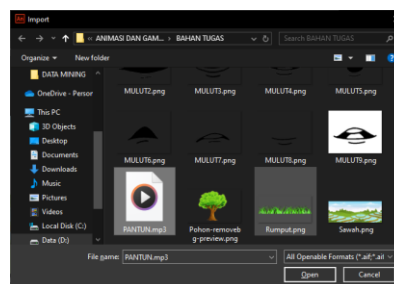 Import
« ANIMASI DAN GAM... › BAHAN TUGAS
Search BAHAN TUGAS
Organize
New folder
DATA MINING
OneDrive - Person
This PC
3D Objects
Desktop
Documents
Downloads
Music
Pictures
Videos
Local Disk (C:)
Data (D:)
MULUT2.png
MULUT3.png
MULUT4.png
MULUT5.png
MULUT6.png
MULUT7.png
MULUT8.png
MULUT9.png
PANTUN.mp3
Pohon-removeb
g-preview.png
Rumput.png
Sawah.png
File name:
PANTUN.mp3
All Openable Formats (*.aif;*.aif
Open
Cancel